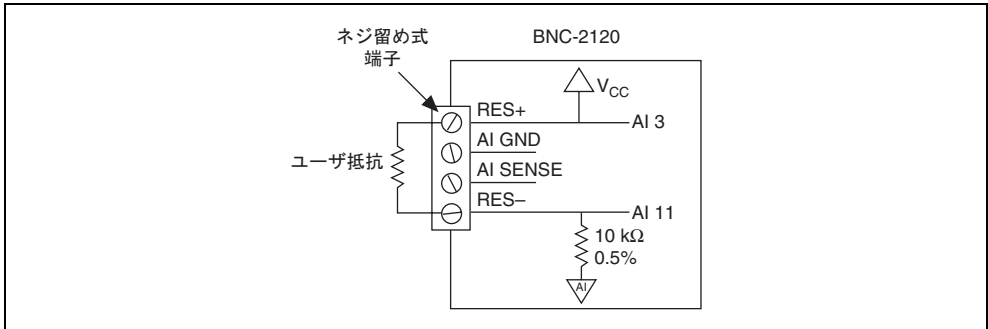 ネジ留め式
端子
BNC-2120
VCC
RES+
AI 3
AI GND
AI SENSE
ユーザ抵抗
RES–
AI 11
10 kΩ
0.5%
AI